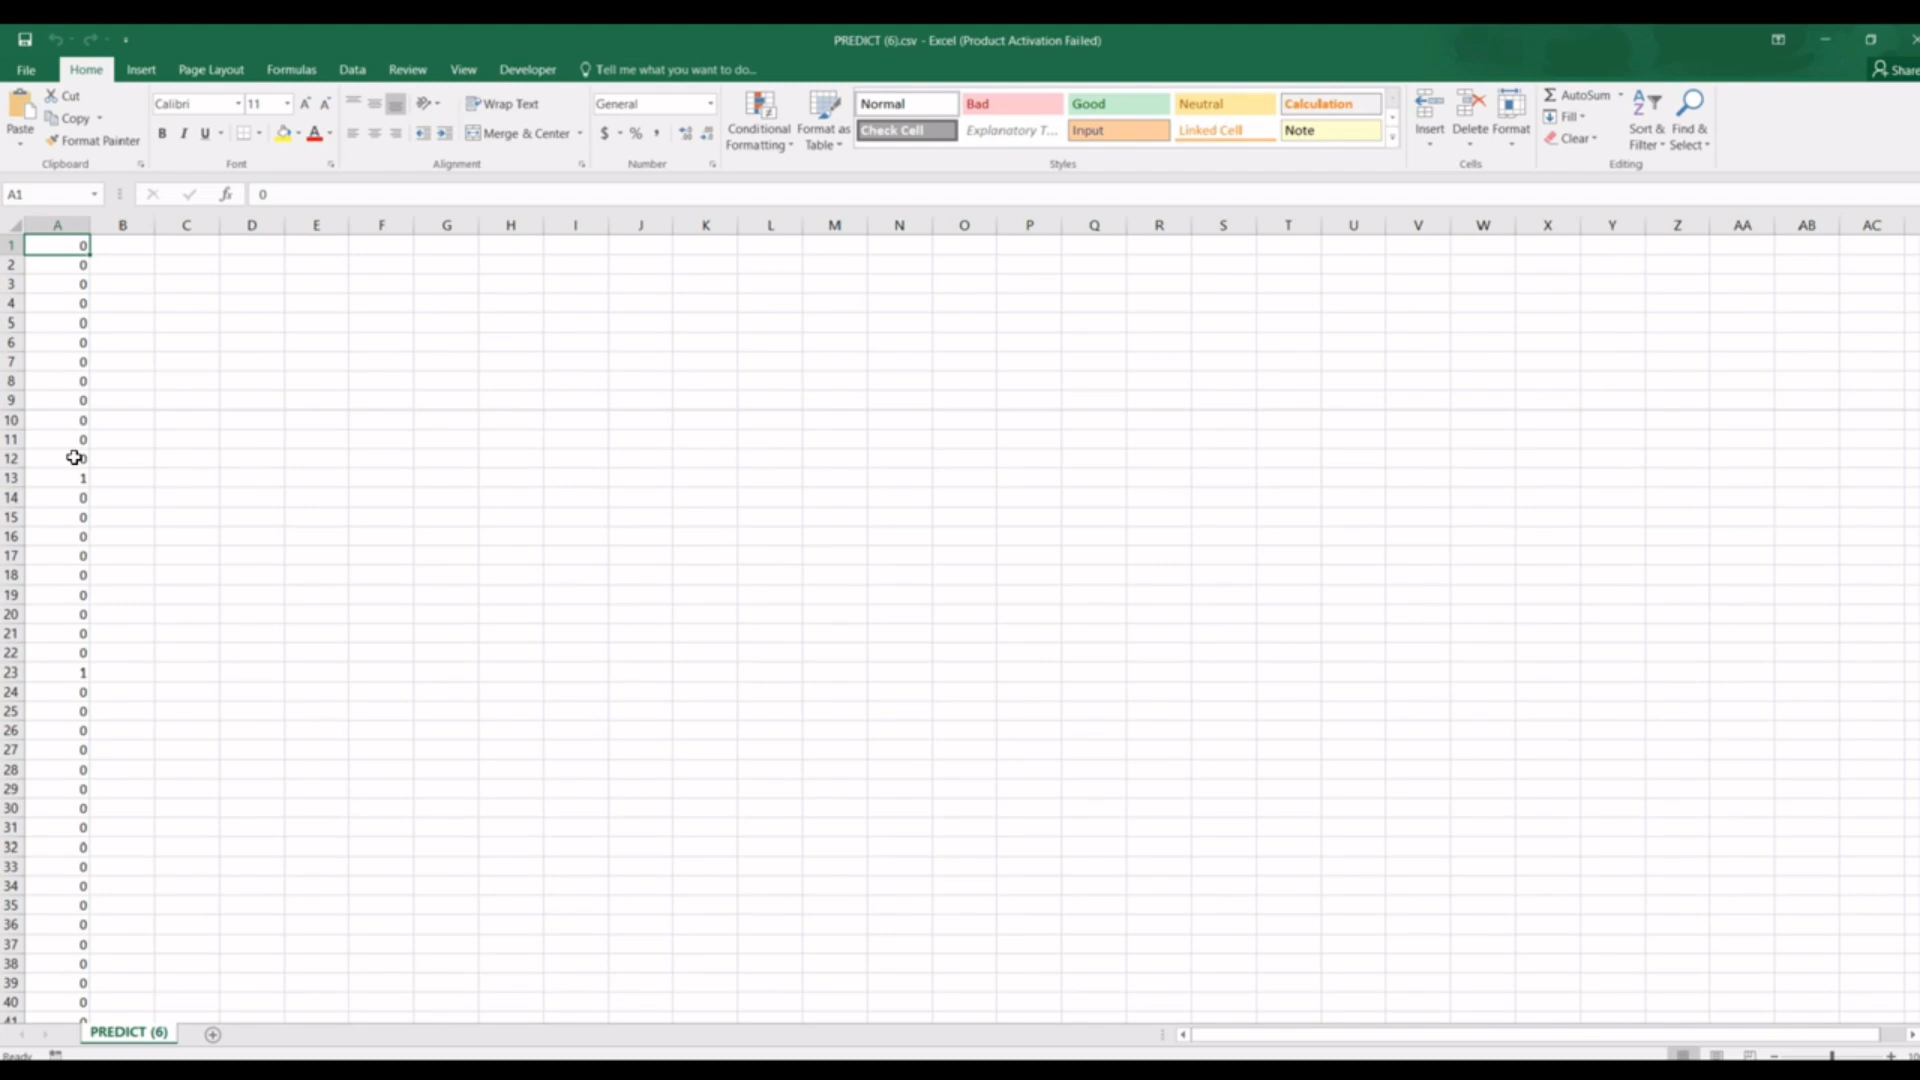 PREDICT (6).csv - Excel (Product Activation Failed)
File Home Insert Page Layout Formulas Data Review View Developer Tell me what you want to do... Share
Paste
Cut
Copy
Format Painter
Clipboard
Calibri 11
B I U
Font
Wrap Text
Merge & Center
Alignment
General
$ % ,
Number
Conditional Formatting
Format as Table
Normal Bad Good Neutral Calculation
Check Cell Explanatory T... Input Linked Cell Note
Styles
Insert Delete Format
Cells
AutoSum
Fill
Clear
Sort & Filter
Find & Select
Editing
A1 fx 0
A B C D E F G H I J K L M N O P Q R S T U V W X Y Z AA AB AC
1 0
2 0
3 0
4 0
5 0
6 0
7 0
8 0
9 0
10 0
11 0
12 0
13 1
14 0
15 0
16 0
17 0
18 0
19 0
20 0
21 0
22 0
23 1
24 0
25 0
26 0
27 0
28 0
29 0
30 0
31 0
32 0
33 0
34 0
35 0
36 0
37 0
38 0
39 0
40 0
41 0
PREDICT (6)
Ready